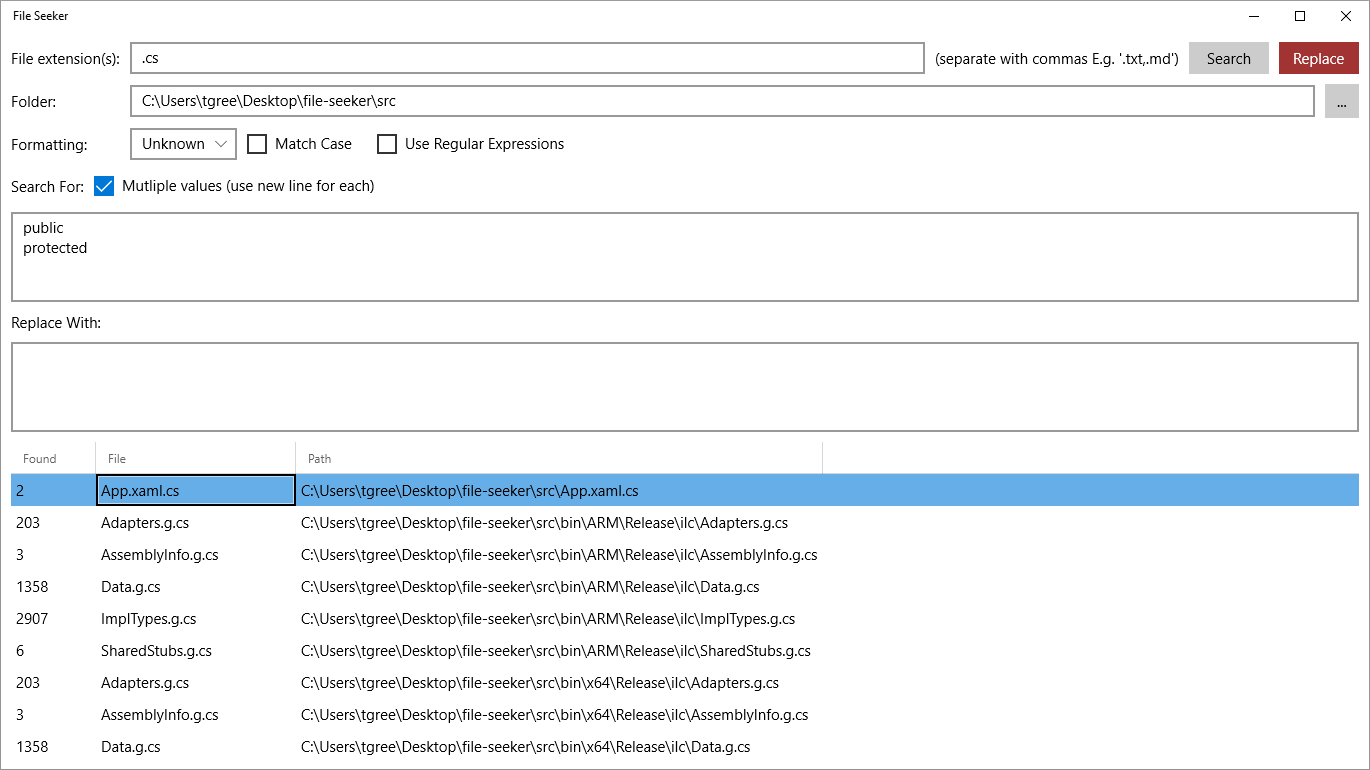 File Seeker
File extension(s): .cs (separate with commas E.g. '.txt,.md') Search Replace
Folder: C:\Users\tgree\Desktop\file-seeker\src ...
Formatting: Unknown Match Case Use Regular Expressions
Search For: Mutliple values (use new line for each)
public
protected
Replace With:
Found File Path
2 App.xaml.cs C:\Users\tgree\Desktop\file-seeker\src\App.xaml.cs
203 Adapters.g.cs C:\Users\tgree\Desktop\file-seeker\src\bin\ARM\Release\ilc\Adapters.g.cs
3 AssemblyInfo.g.cs C:\Users\tgree\Desktop\file-seeker\src\bin\ARM\Release\ilc\AssemblyInfo.g.cs
1358 Data.g.cs C:\Users\tgree\Desktop\file-seeker\src\bin\ARM\Release\ilc\Data.g.cs
2907 ImplTypes.g.cs C:\Users\tgree\Desktop\file-seeker\src\bin\ARM\Release\ilc\ImplTypes.g.cs
6 SharedStubs.g.cs C:\Users\tgree\Desktop\file-seeker\src\bin\ARM\Release\ilc\SharedStubs.g.cs
203 Adapters.g.cs C:\Users\tgree\Desktop\file-seeker\src\bin\x64\Release\ilc\Adapters.g.cs
3 AssemblyInfo.g.cs C:\Users\tgree\Desktop\file-seeker\src\bin\x64\Release\ilc\AssemblyInfo.g.cs
1358 Data.g.cs C:\Users\tgree\Desktop\file-seeker\src\bin\x64\Release\ilc\Data.g.cs